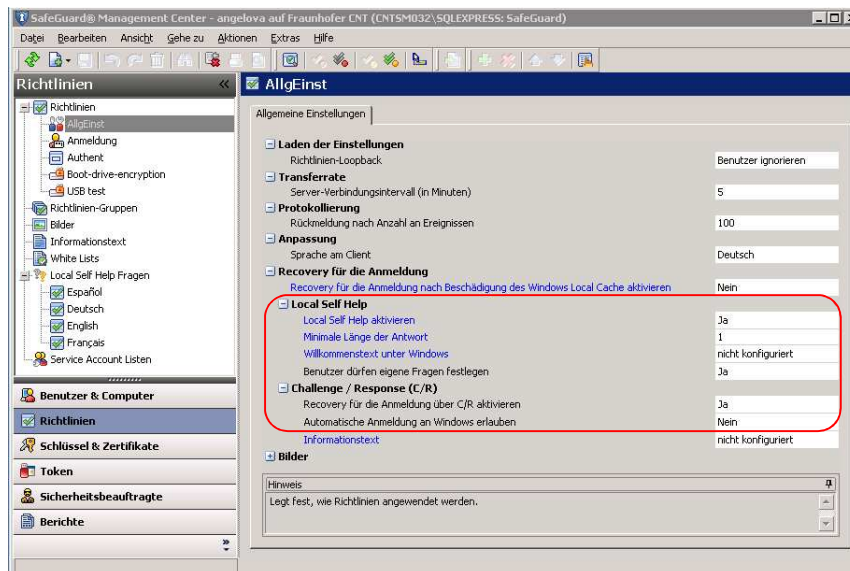 SafeGuard® Management Center - angelova auf Fraunhofer CNT (CNTSM032\SQLEXPRESS: SafeGuard)
Datei Bearbeiten Ansicht Gehe zu Aktionen Extras Hilfe
Richtlinien «
AllgEinst
Richtlinien
AllgEinst
Anmeldung
Authent
Boot-drive-encryption
USB test
Richtlinien-Gruppen
Bilder
Informationstext
White Lists
Local Self Help Fragen
Español
Deutsch
English
Français
Service Account Listen
Benutzer & Computer
Richtlinien
Schlüssel & Zertifikate
Token
Sicherheitsbeauftragte
Berichte
»
Allgemeine Einstellungen
Laden der Einstellungen
Richtlinien-Loopback Benutzer ignorieren
Transferrate
Server-Verbindungsintervall (in Minuten) 5
Protokollierung
Rückmeldung nach Anzahl an Ereignissen 100
Anpassung
Sprache am Client Deutsch
Recovery für die Anmeldung
Recovery für die Anmeldung nach Beschädigung des Windows Local Cache aktivieren Nein
Local Self Help
Local Self Help aktivieren Ja
Minimale Länge der Antwort 1
Willkommenstext unter Windows nicht konfiguriert
Benutzer dürfen eigene Fragen festlegen Ja
Challenge / Response (C/R)
Recovery für die Anmeldung über C/R aktivieren Ja
Automatische Anmeldung an Windows erlauben Nein
Informationstext nicht konfiguriert
Bilder
Hinweis
Legt fest, wie Richtlinien angewendet werden.